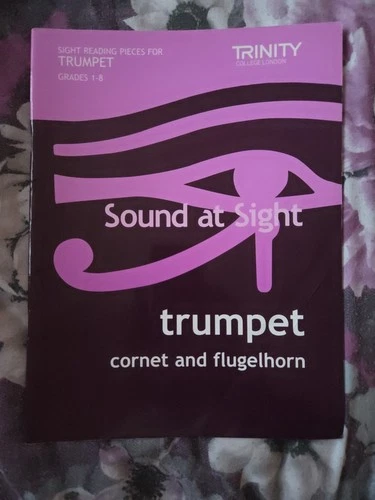 SIGHT READING PIECES FOR
TRUMPET
GRADES 1-8
TRINITY
COLLEGE LONDON
Sound at Sight
trumpet
cornet and flugelhorn